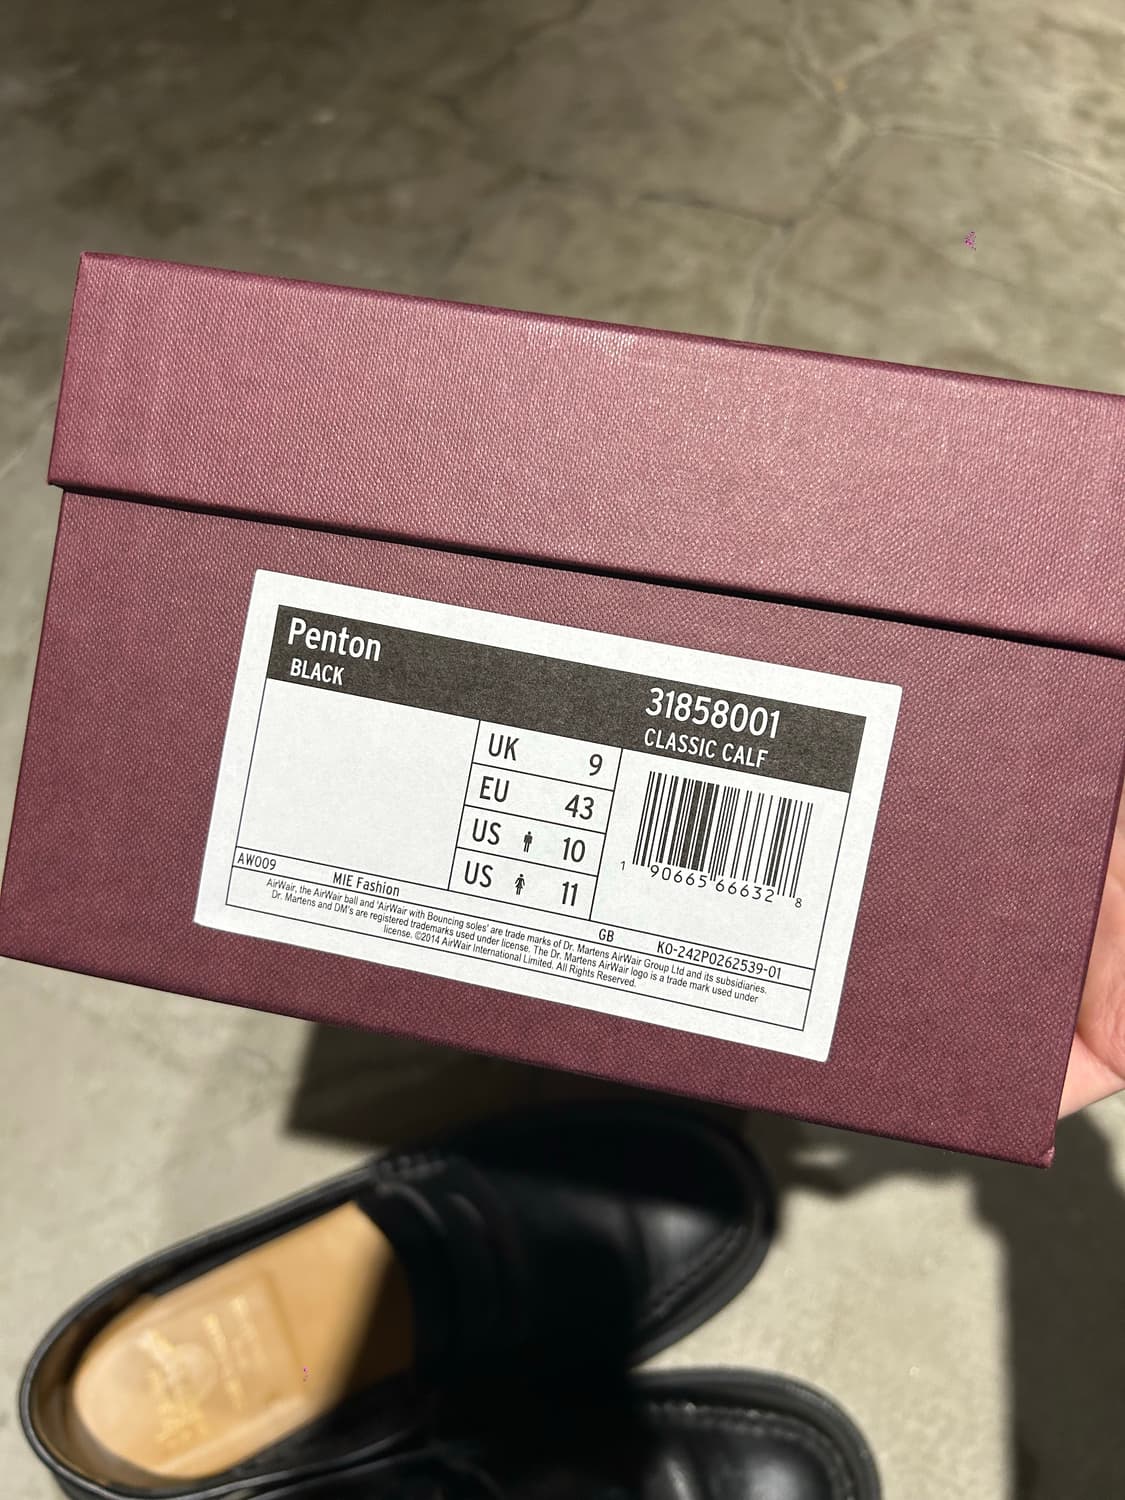 Penton
BLACK
31858001
CLASSIC CALF
UK 9
EU 43
US 10
US 11
1 90665 66632 8
AW009
MIE Fashion
GB
KO-242P0262539-01
AirWair, the AirWair ball and 'AirWair with Bouncing soles' are trade marks of Dr. Martens AirWair Group Ltd and its subsidiaries.
Dr. Martens and DM's are registered trademarks used under license. The Dr. Martens AirWair logo is a trade mark used under
license. ©2014 AirWair International Limited. All Rights Reserved.